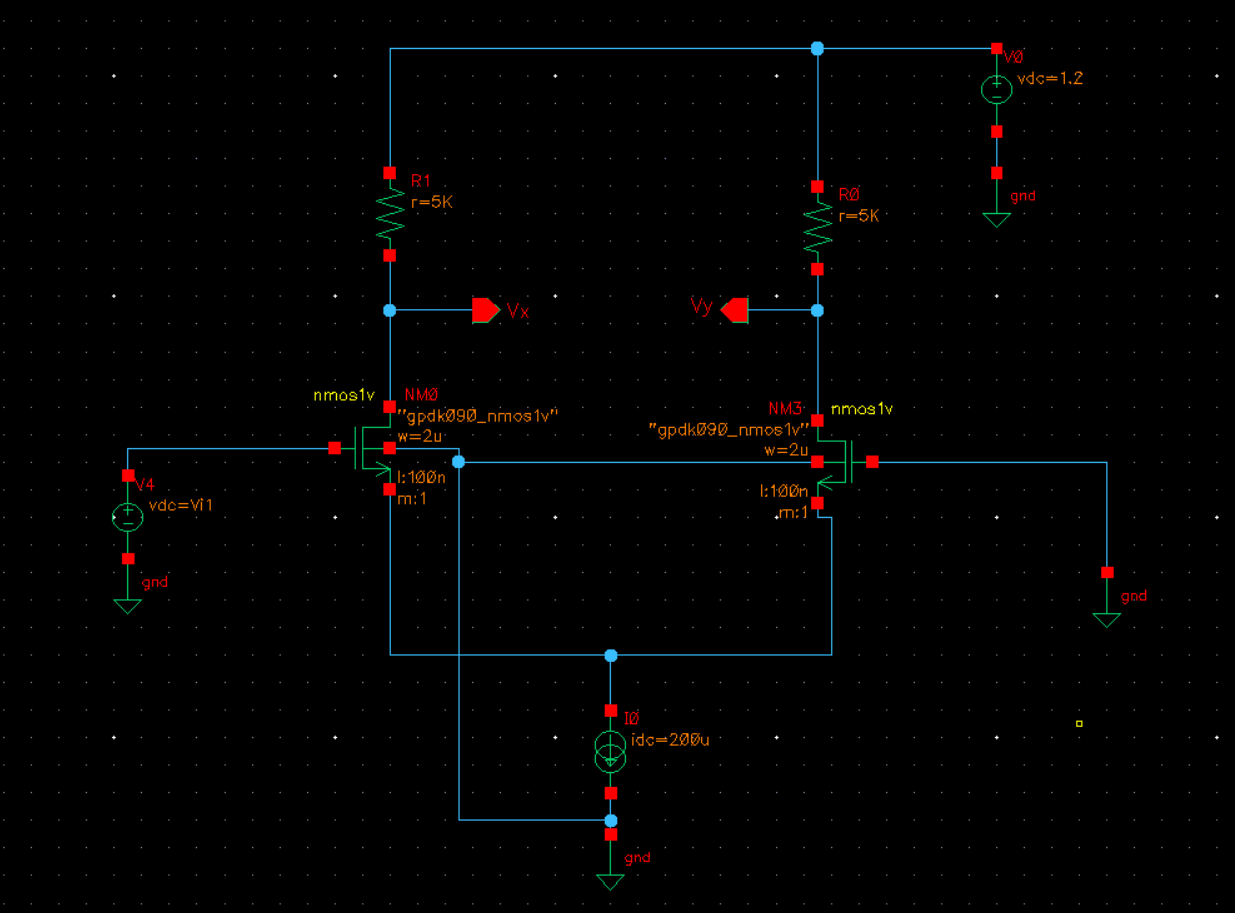 V0
vdc=1.2
gnd
R1
r=5K
R0
r=5K
Vx
Vy
nmos1v
NM0
"gpdk090_nmos1v"
w=2u
l:100n
m:1
NM3
nmos1v
"gpdk090_nmos1v"
w=2u
l:100n
m:1
V4
vdc=Vi1
gnd
gnd
I0
idc=200u
gnd